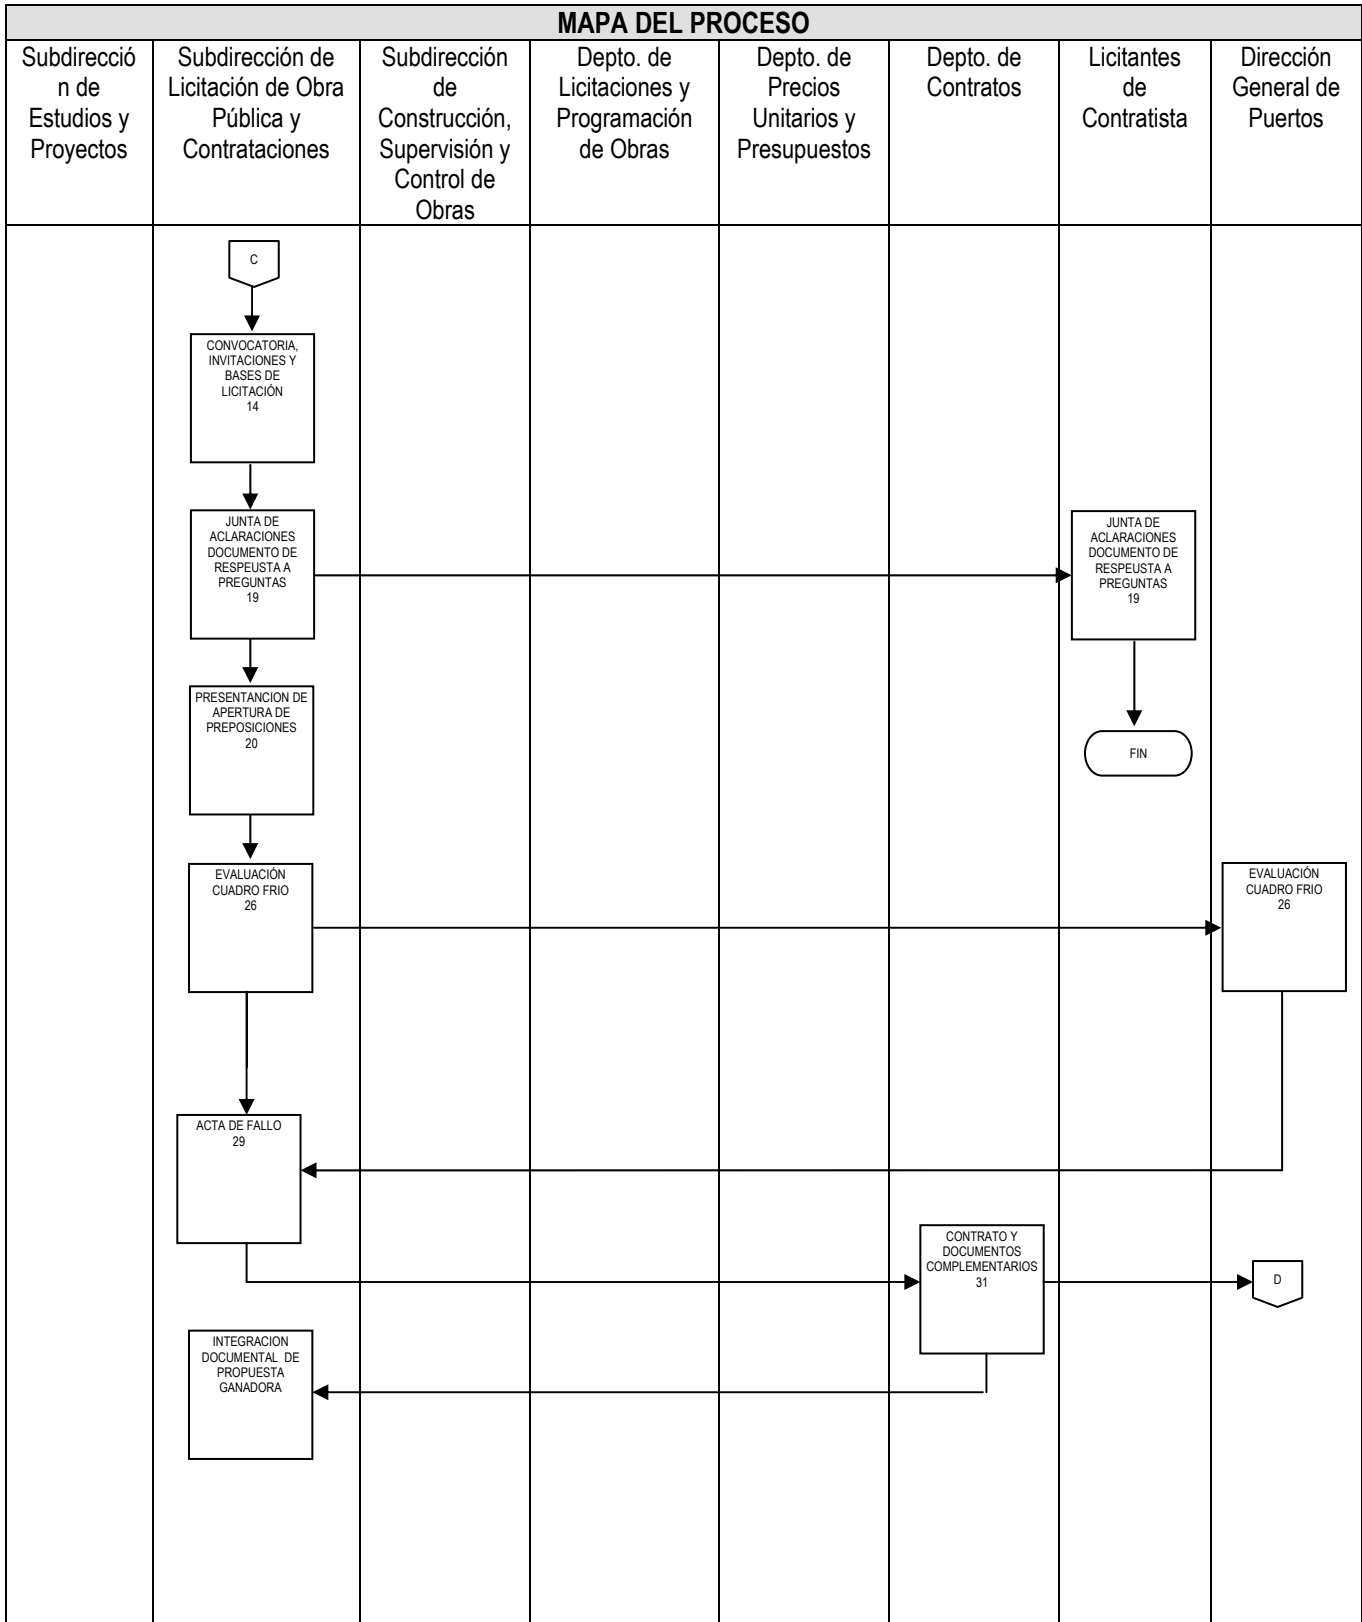 MAPA DEL PROCESO
Subdirecció
n de
Estudios y
Proyectos
Subdirección de
Licitación de Obra
Pública y
Contrataciones
Subdirección
de
Construcción,
Supervisión y
Control de
Obras
Depto. de
Licitaciones y
Programación
de Obras
Depto. de
Precios
Unitarios y
Presupuestos
Depto. de
Contratos
Licitantes
de
Contratista
Dirección
General de
Puertos
C
CONVOCATORIA,
INVITACIONES Y
BASES DE
LICITACIÓN
14
JUNTA DE
ACLARACIONES
DOCUMENTO DE
RESPEUSTA A
PREGUNTAS
19
JUNTA DE
ACLARACIONES
DOCUMENTO DE
RESPEUSTA A
PREGUNTAS
19
PRESENTANCION DE
APERTURA DE
PREPOSICIONES
20
FIN
EVALUACIÓN
CUADRO FRIO
26
EVALUACIÓN
CUADRO FRIO
26
ACTA DE FALLO
29
CONTRATO Y
DOCUMENTOS
COMPLEMENTARIOS
31
D
INTEGRACION
DOCUMENTAL DE
PROPUESTA
GANADORA